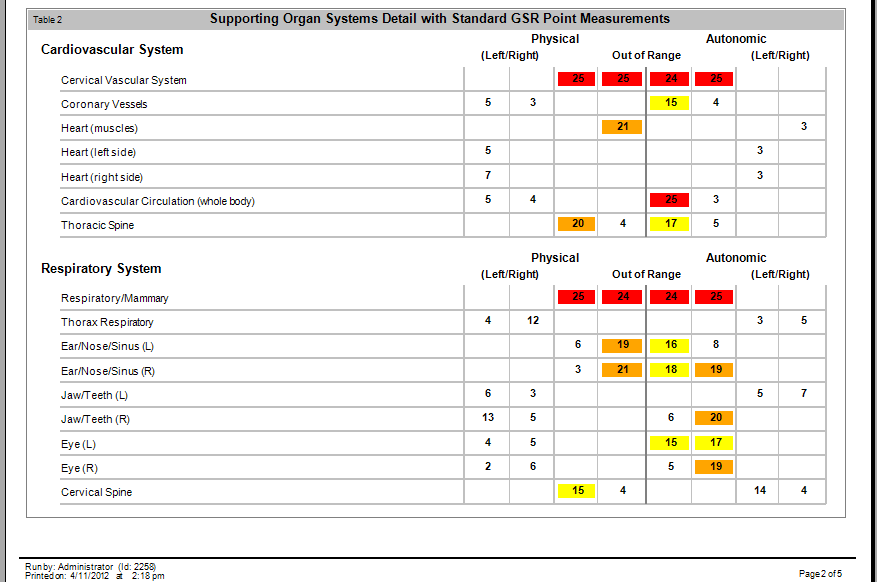 Table 2 Supporting Organ Systems Detail with Standard GSR Point Measurements
Cardiovascular System Physical Autonomic
(Left/Right) Out of Range (Left/Right)
Cervical Vascular System 25 25 24 25
Coronary Vessels 5 3 15 4
Heart (muscles) 21 3
Heart (left side) 5 3
Heart (right side) 7 3
Cardiovascular Circulation (whole body) 5 4 25 3
Thoracic Spine 20 4 17 5
Respiratory System Physical Autonomic
(Left/Right) Out of Range (Left/Right)
Respiratory/Mammary 25 24 24 25
Thorax Respiratory 4 12 3 5
Ear/Nose/Sinus (L) 6 19 16 8
Ear/Nose/Sinus (R) 3 21 18 19
Jaw/Teeth (L) 6 3 5 7
Jaw/Teeth (R) 13 5 6 20
Eye (L) 4 5 15 17
Eye (R) 2 6 5 19
Cervical Spine 15 4 14 4
Run by: Administrator (Id: 2258)
Printed on: 4/11/2012 at 2:18 pm Page 2 of 5